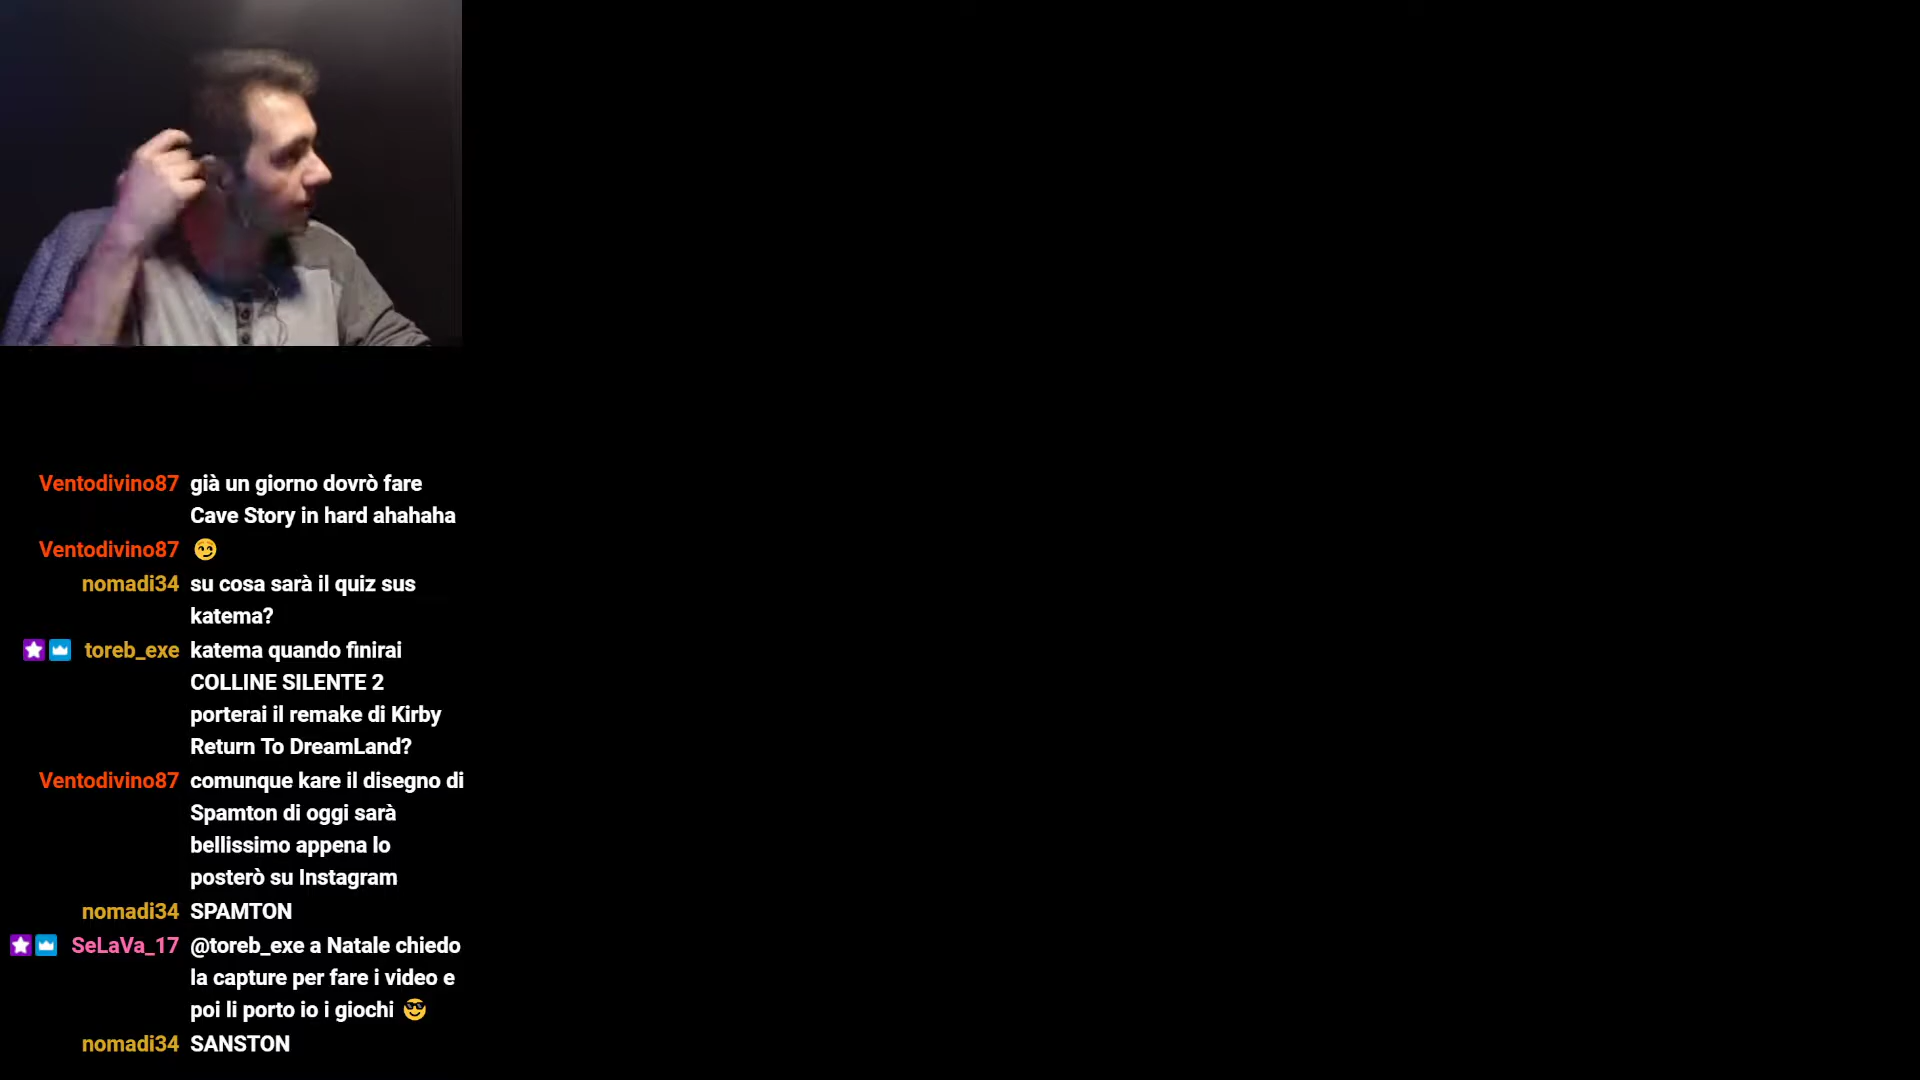 Ventodivino87 già un giorno dovrò fare
Cave Story in hard ahahaha
Ventodivino87 😏
nomadi34 su cosa sarà il quiz sus
katema?
toreb_exe katema quando finirai
COLLINE SILENTE 2
porterai il remake di Kirby
Return To DreamLand?
Ventodivino87 comunque kare il disegno di
Spamton di oggi sarà
bellissimo appena lo
posterò su Instagram
nomadi34 SPAMTON
SeLaVa_17 @toreb_exe a Natale chiedo
la capture per fare i video e
poi li porto io i giochi 😎
nomadi34 SANSTON